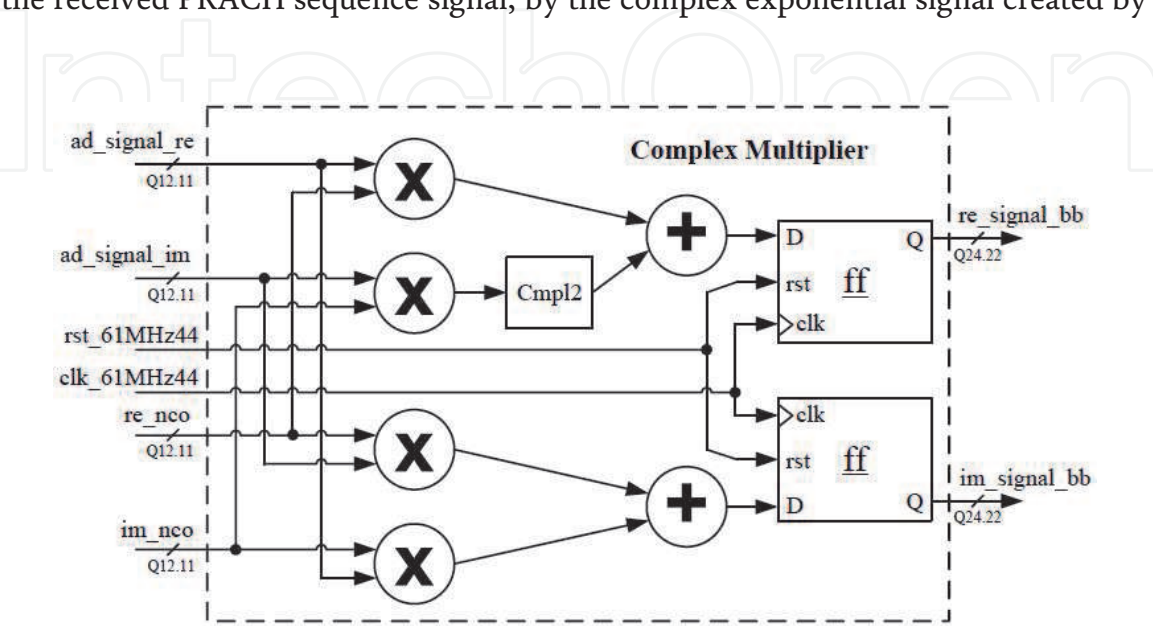 the received PRACH sequence signal, by the complex exponential signal created by
IntechOpen
Complex Multiplier
ad_signal_re
Q12.11
X
+
D
Q
re_signal_bb
Q24.22
ad_signal_im
Q12.11
X
Cmpl2
rst
ff
clk
rst_61MHz44
clk_61MHz44
re_nco
Q12.11
X
clk
rst
ff
+
D
Q
im_signal_bb
Q24.22
im_nco
Q12.11
X